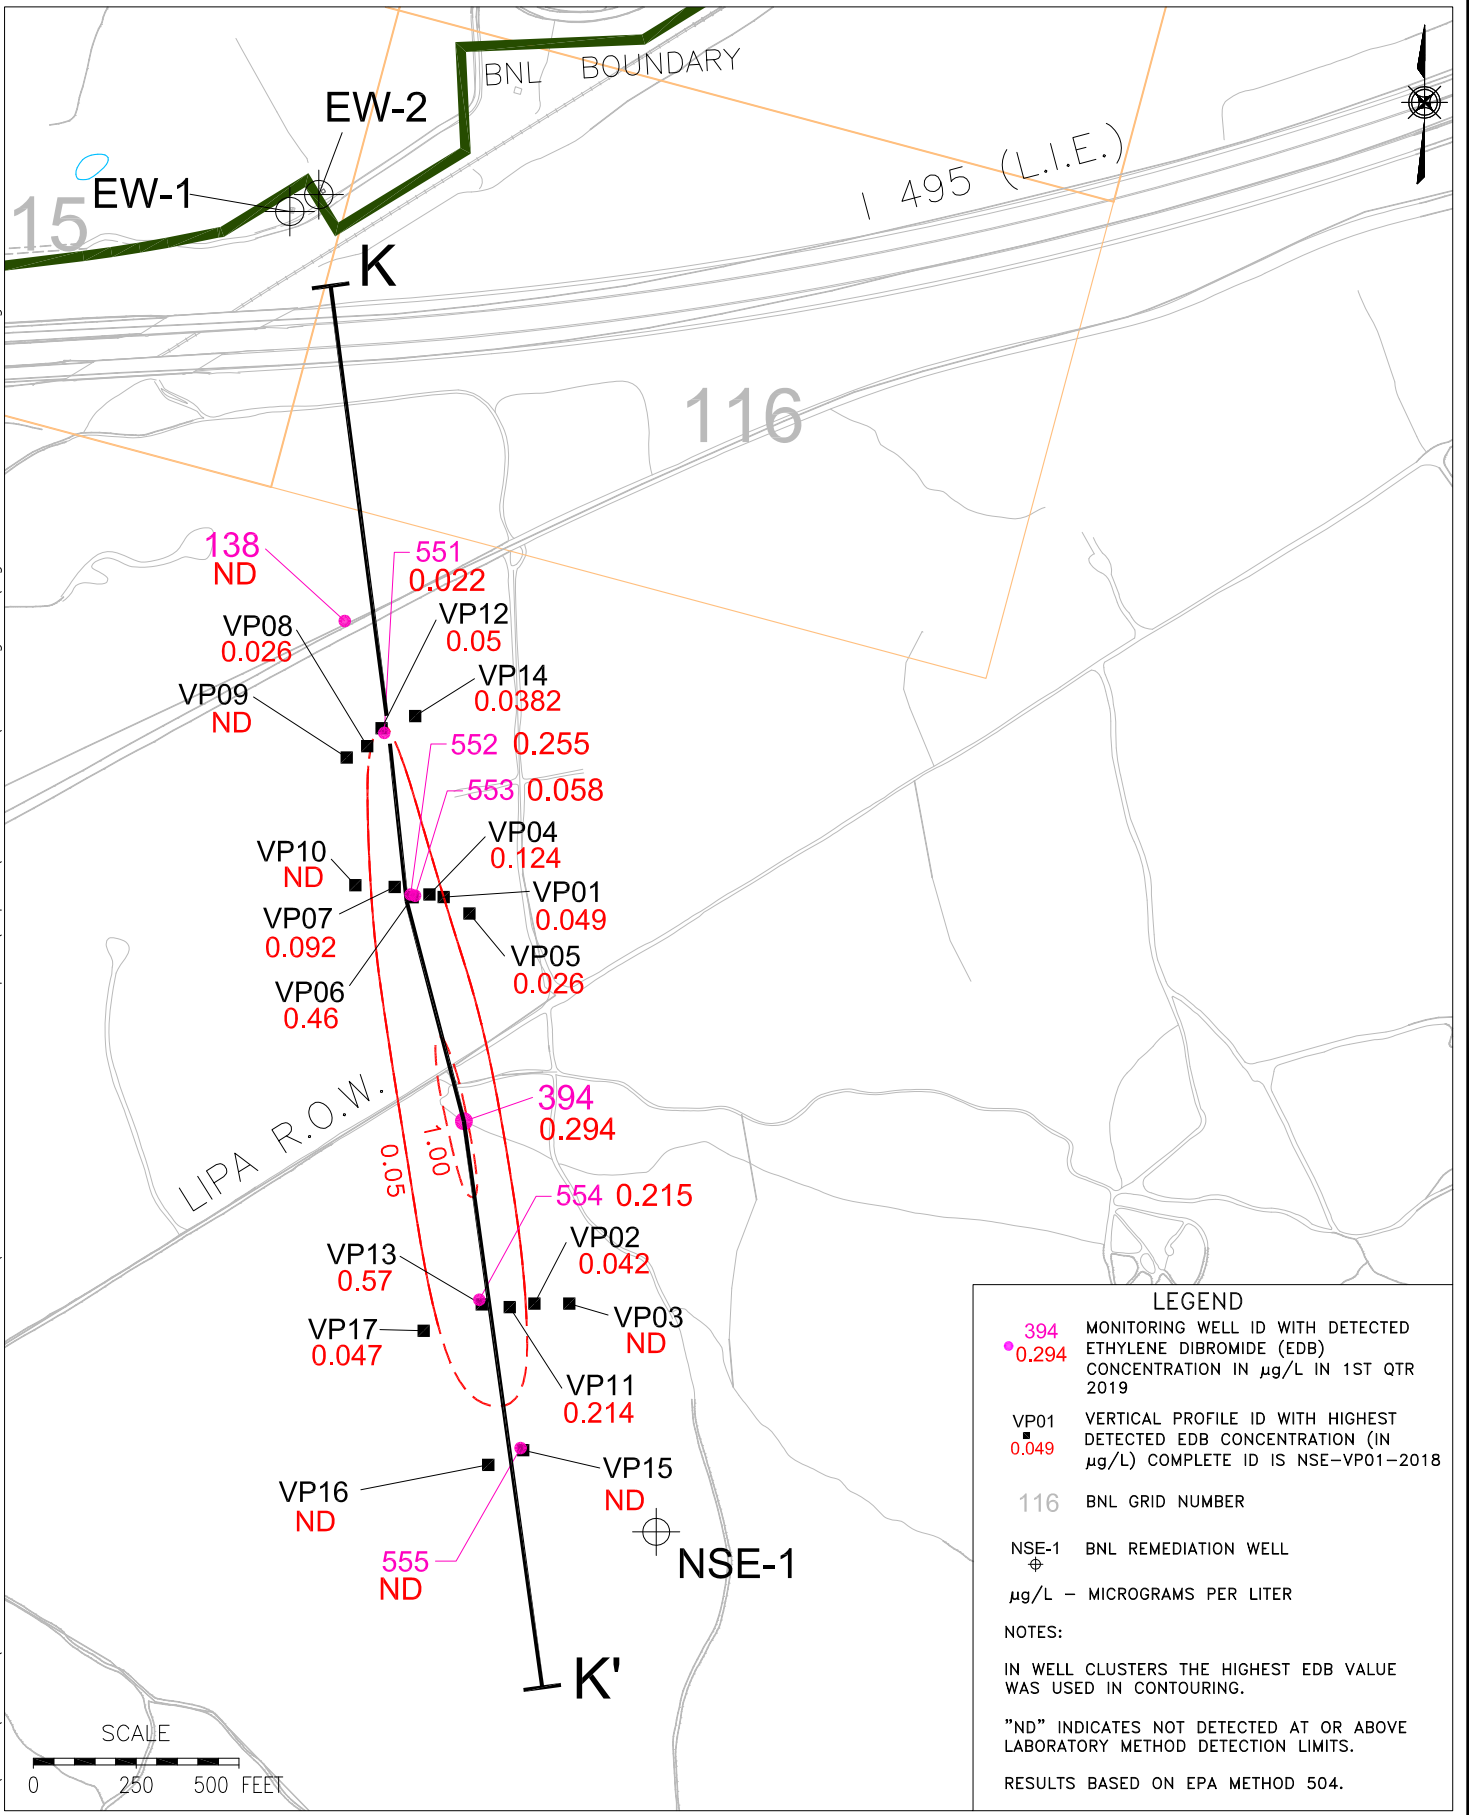 BNL BOUNDARY
EW-2
EW-1
15
I 495 (L.I.E.)
K
116
138
ND
551
0.022
VP12
0.05
VP08
0.026
VP14
0.0382
VP09
ND
552 0.255
553 0.058
VP04
0.124
VP10
ND
VP01
0.049
VP07
0.092
VP05
0.026
VP06
0.46
LIPA R.O.W.
394
0.294
1.00
0.05
554 0.215
VP02
0.042
VP13
0.57
VP03
ND
VP17
0.047
VP11
0.214
VP15
ND
VP16
ND
555
ND
NSE-1
K'
SCALE
0 250 500 FEET
LEGEND
394
0.294
MONITORING WELL ID WITH DETECTED
ETHYLENE DIBROMIDE (EDB)
CONCENTRATION IN µg/L IN 1ST QTR
2019
VP01
0.049
VERTICAL PROFILE ID WITH HIGHEST
DETECTED EDB CONCENTRATION (IN
µg/L) COMPLETE ID IS NSE-VP01-2018
116 BNL GRID NUMBER
NSE-1 BNL REMEDIATION WELL
µg/L - MICROGRAMS PER LITER
NOTES:
IN WELL CLUSTERS THE HIGHEST EDB VALUE
WAS USED IN CONTOURING.
"ND" INDICATES NOT DETECTED AT OR ABOVE
LABORATORY METHOD DETECTION LIMITS.
RESULTS BASED ON EPA METHOD 504.